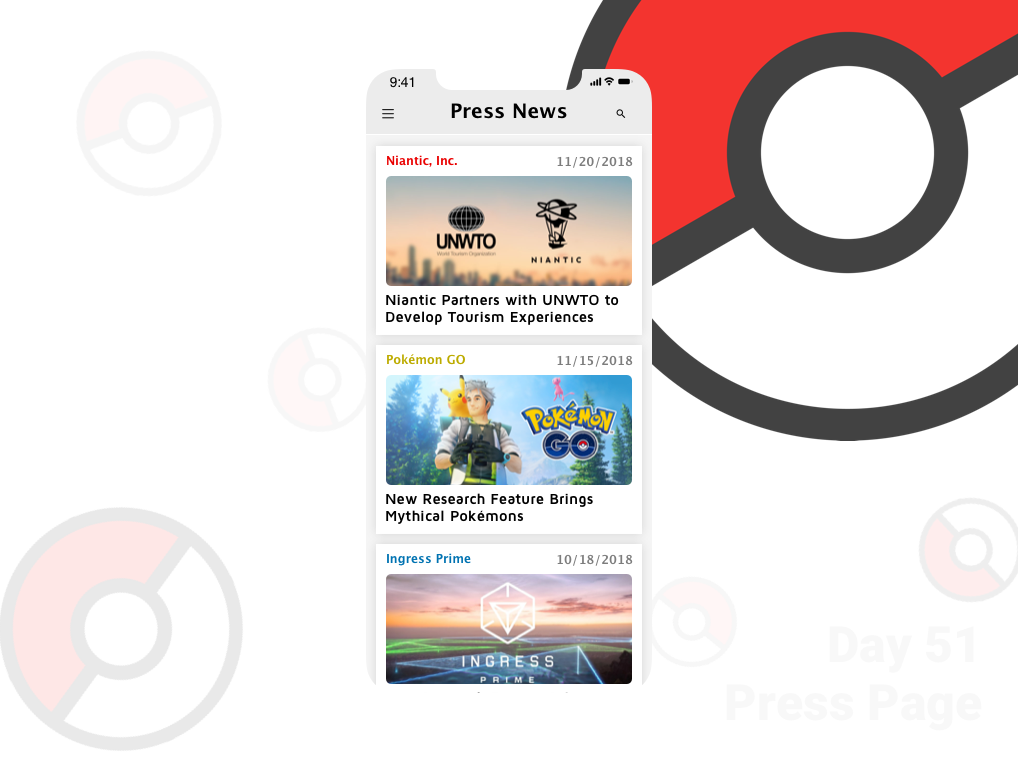 9:41
Press News
Niantic, Inc.
11/20/2018
UNWTO
World Tourism Organization
NIANTIC
Niantic Partners with UNWTO to
Develop Tourism Experiences
Pokémon GO
11/15/2018
POKéMON
GO
New Research Feature Brings
Mythical Pokémons
Ingress Prime
10/18/2018
INGRESS
PRIME
Day 51
Press Page